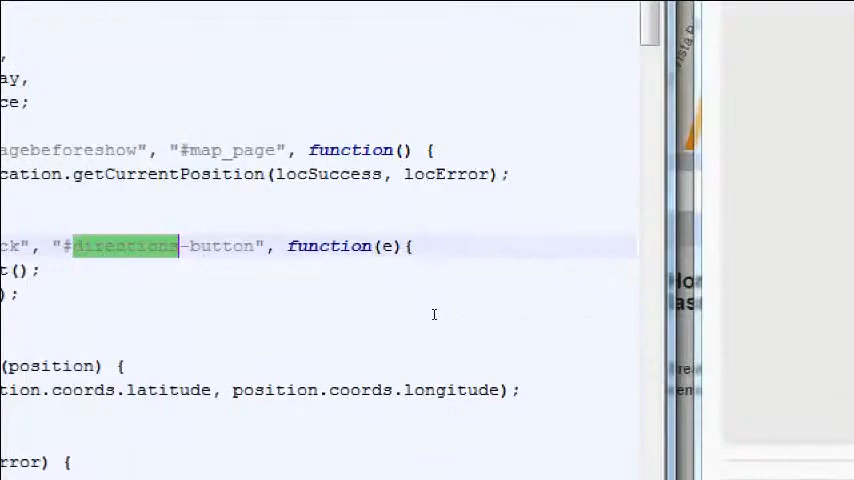 ,
ay,
ce;
agebeforeshow", "#map_page", function() {
cation.getCurrentPosition(locSuccess, locError);
ck", "#directions-button", function(e){
t();
);
(position) {
tion.coords.latitude, position.coords.longitude);
rror) {
vista